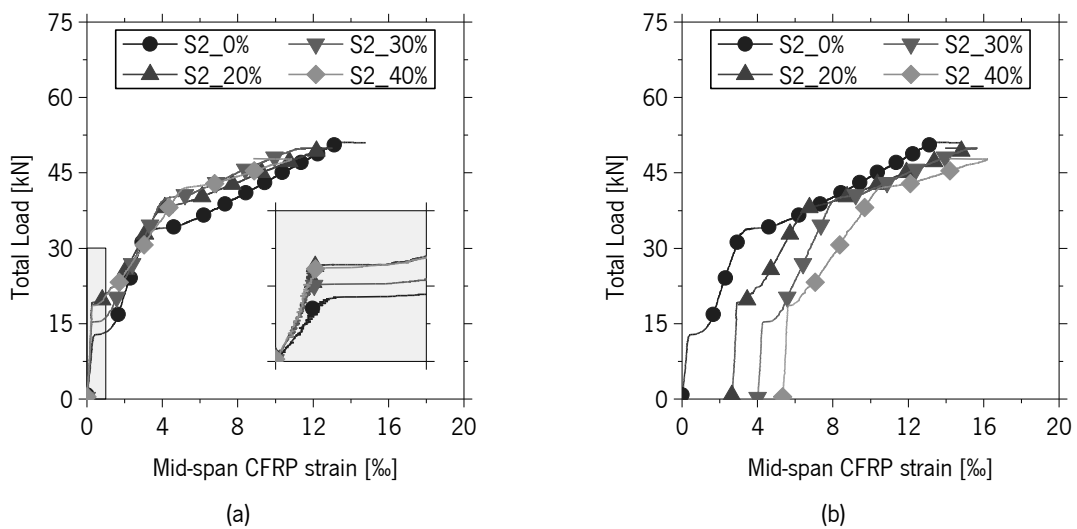 75
60
45
30
15
0
Total Load [kN]
S2_0%
S2_30%
S2_20%
S2_40%
0
4
8
12
16
20
Mid-span CFRP strain [‰]
(a)
75
60
45
30
15
0
Total Load [kN]
S2_0%
S2_30%
S2_20%
S2_40%
0
4
8
12
16
20
Mid-span CFRP strain [‰]
(b)